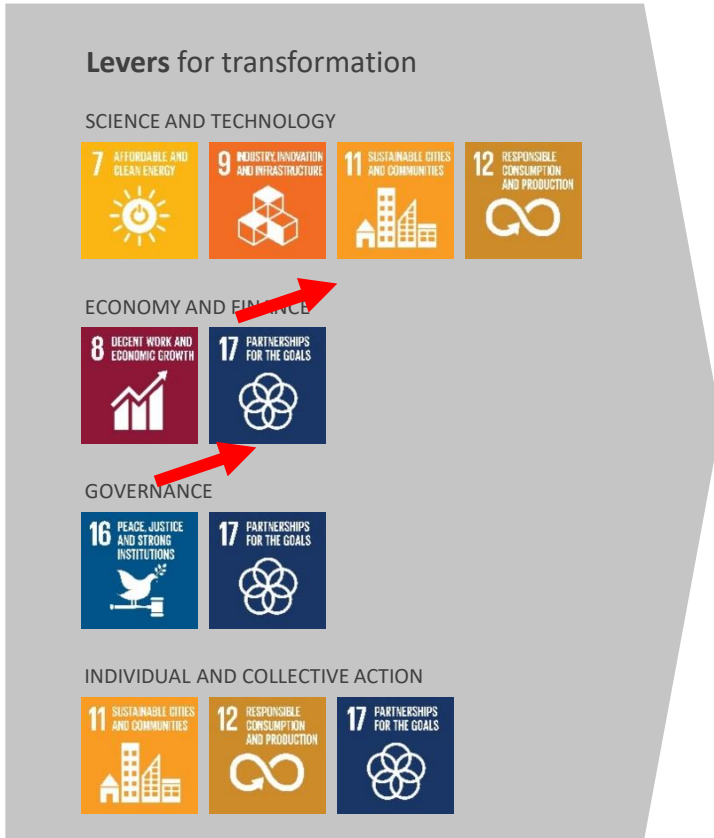 Levers for transformation
SCIENCE AND TECHNOLOGY
7 AFFORDABLE AND
CLEAN ENERGY
9 INDUSTRY, INNOVATION
AND INFRASTRUCTURE
11 SUSTAINABLE CITIES
AND COMMUNITIES
12 RESPONSIBLE
CONSUMPTION
AND PRODUCTION
ECONOMY AND FINANCE
8 DECENT WORK AND
ECONOMIC GROWTH
17 PARTNERSHIPS
FOR THE GOALS
GOVERNANCE
16 PEACE, JUSTICE
AND STRONG
INSTITUTIONS
17 PARTNERSHIPS
FOR THE GOALS
INDIVIDUAL AND COLLECTIVE ACTION
11 SUSTAINABLE CITIES
AND COMMUNITIES
12 RESPONSIBLE
CONSUMPTION
AND PRODUCTION
17 PARTNERSHIPS
FOR THE GOALS